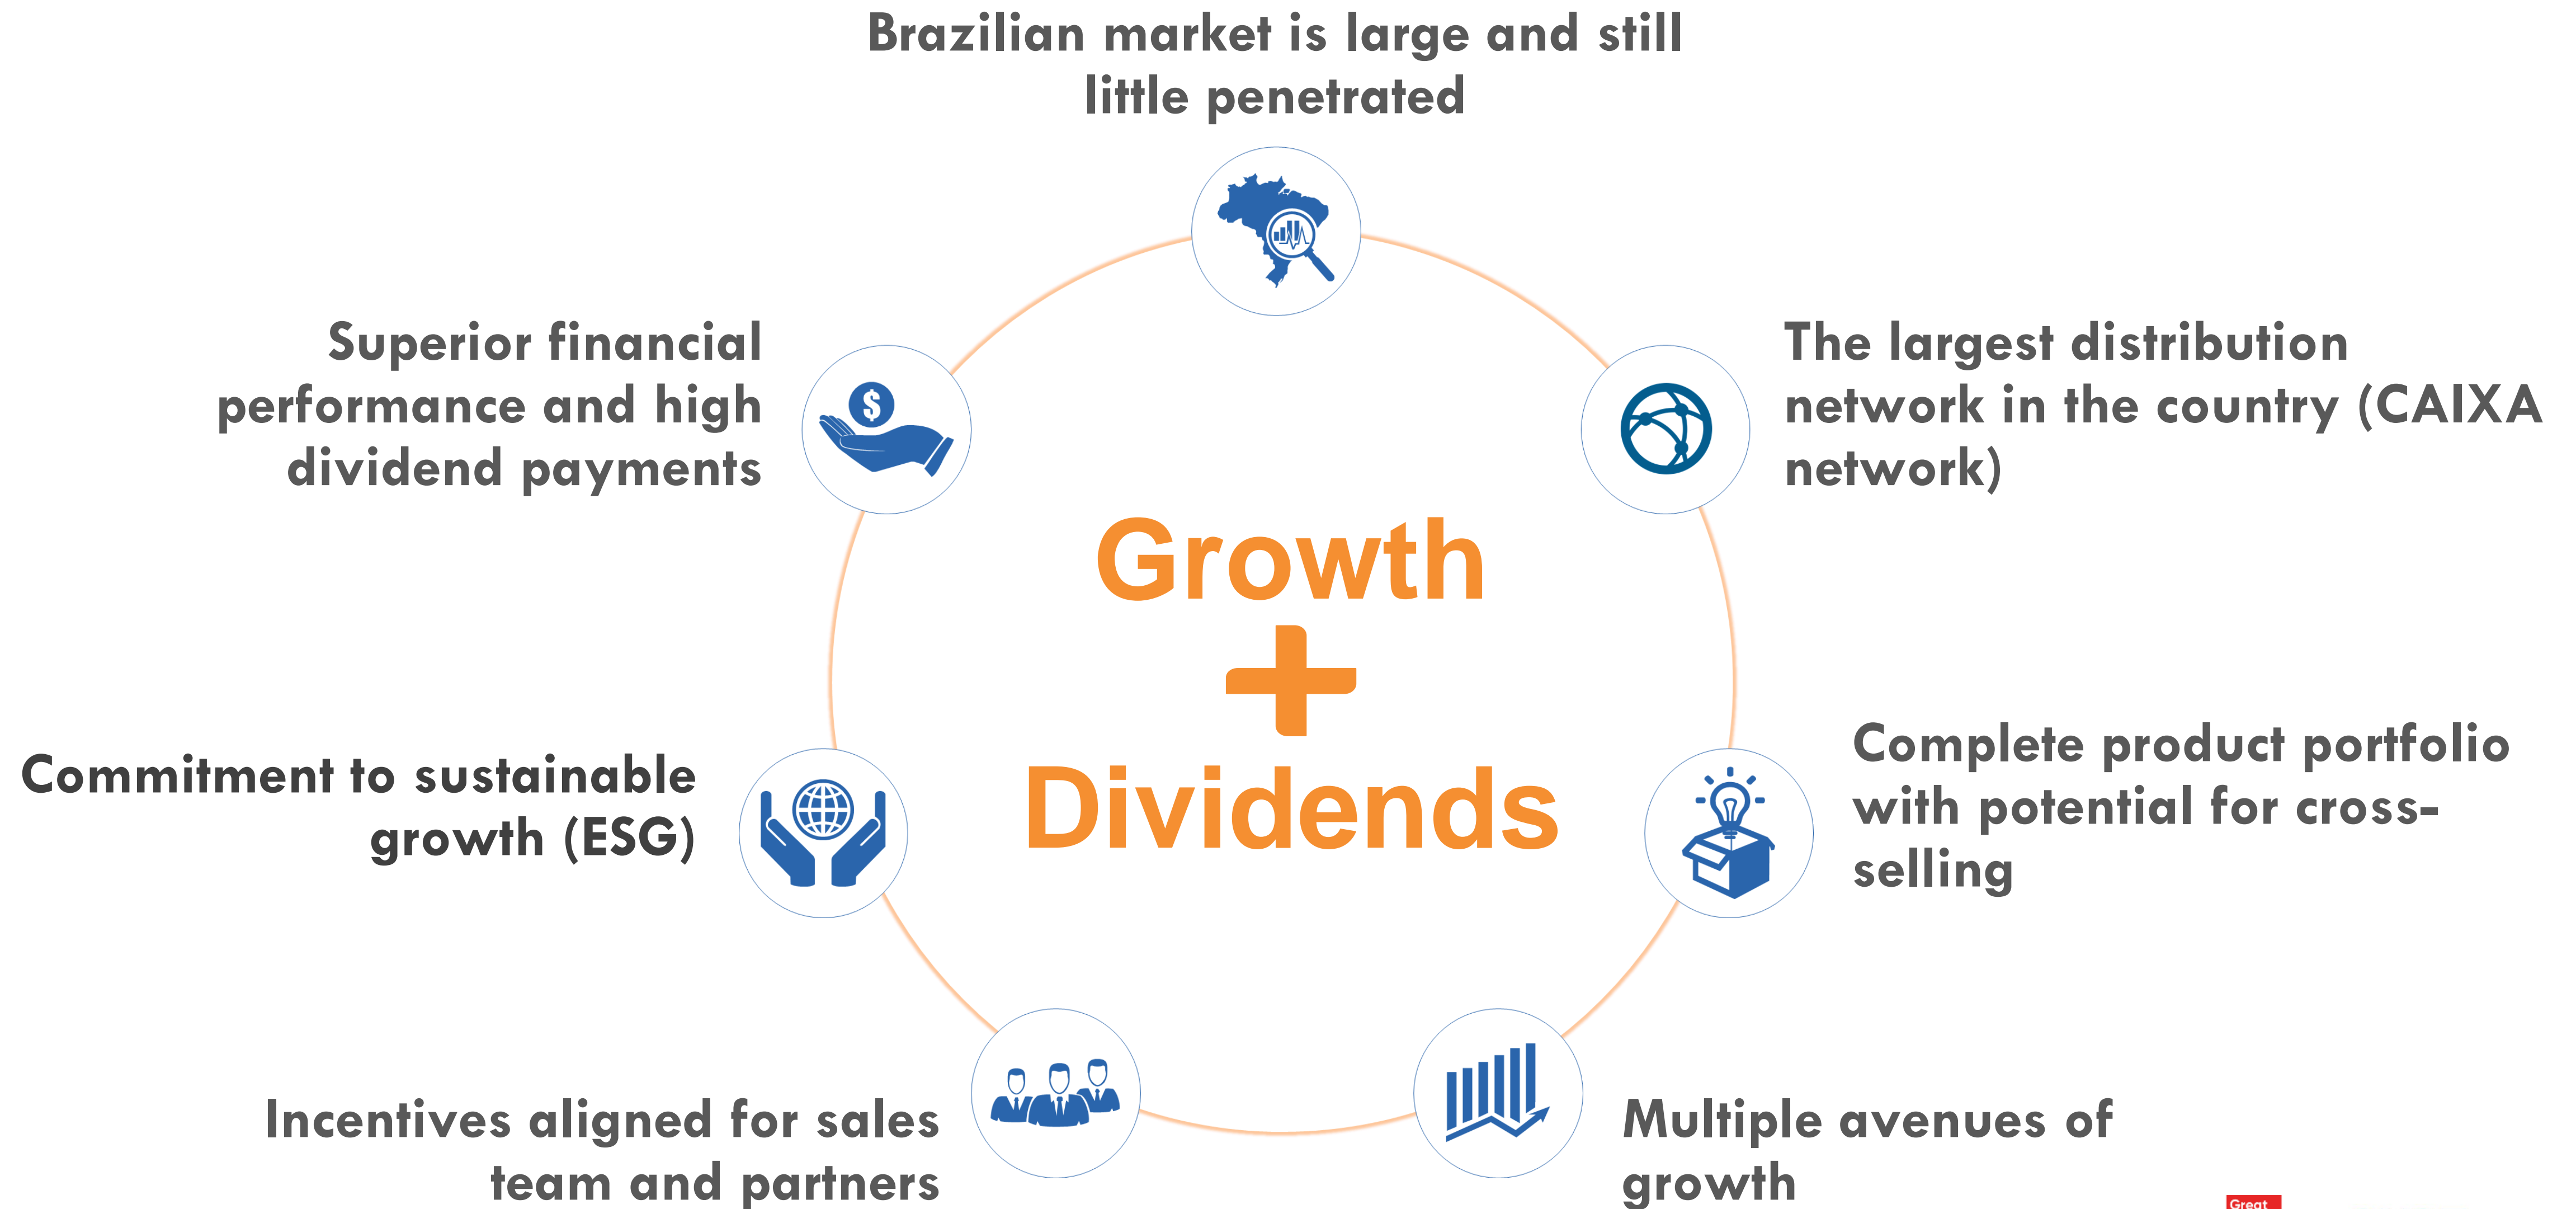 Brazilian market is large and still
little penetrated
The largest distribution
network in the country (CAIXA
network)
Complete product portfolio
with potential for cross-
selling
Multiple avenues of
growth
Incentives aligned for sales
team and partners
Commitment to sustainable
growth (ESG)
Superior financial
performance and high
dividend payments
$
Growth
+
Dividends
Great